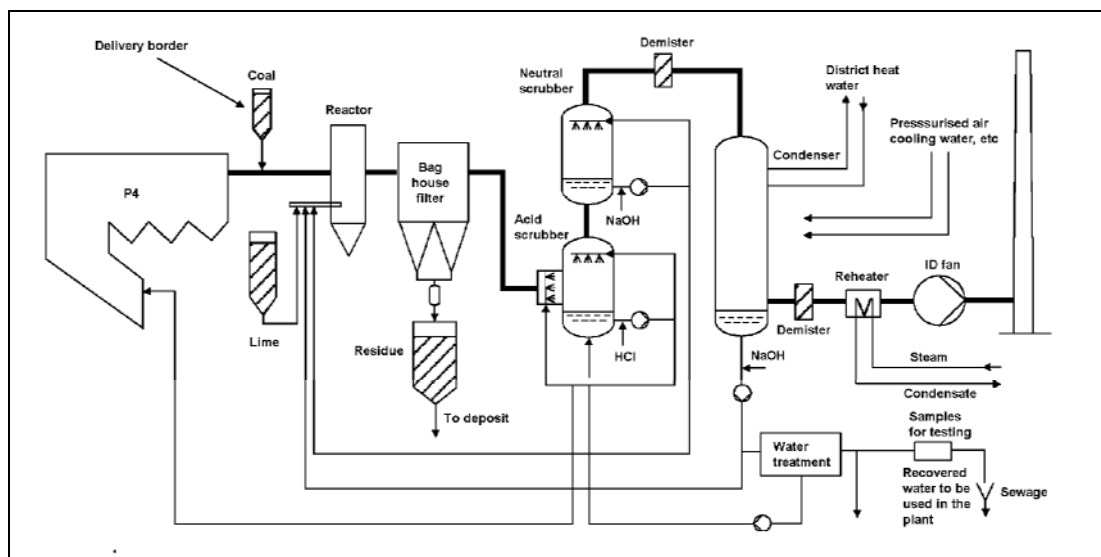 Delivery border
Coal
Reactor
P4
Lime
Bag
house
filter
Residue
To deposit
Acid
scrubber
HCl
Neutral
scrubber
NaOH
Demister
Condenser
District heat
water
Presssurised air
cooling water, etc
NaOH
Demister
Reheater
ID fan
Steam
Condensate
Water
treatment
Samples
for testing
Recovered
water to be
used in the
plant
Sewage